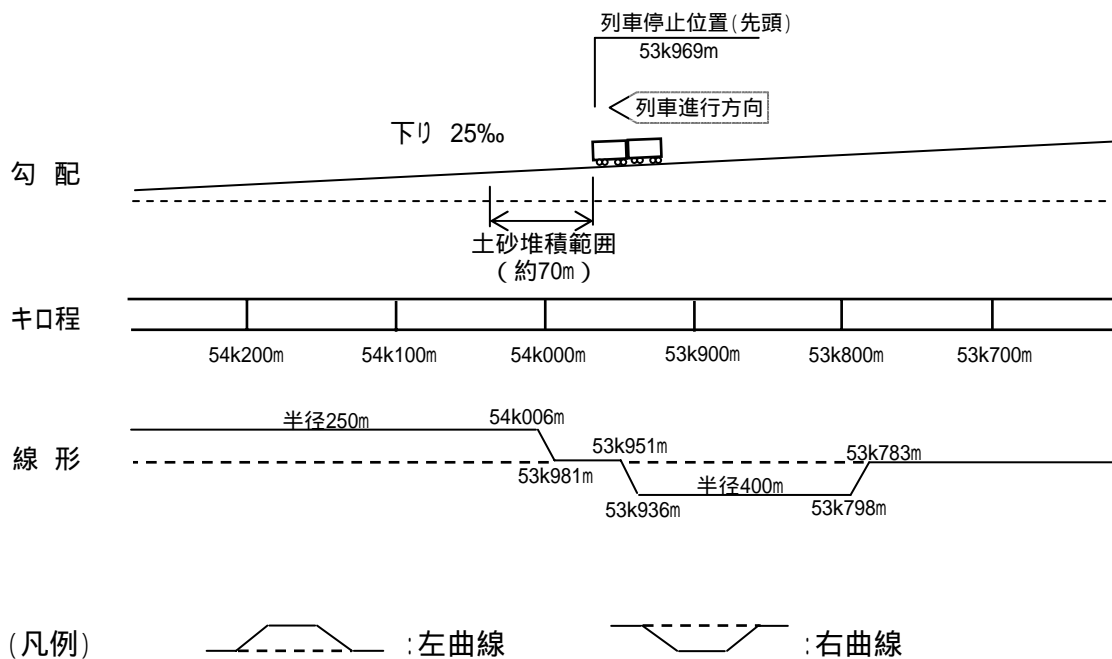 列車停止位置(先頭)
53k969m
列車進行方向
下り 25‰
勾 配
土砂堆積範囲
(約70m)
キロ程
54k200m 54k100m 54k000m 53k900m 53k800m 53k700m
半径250m 54k006m
53k951m 53k783m
線 形
53k981m
半径400m
53k936m 53k798m
(凡例) :左曲線 :右曲線